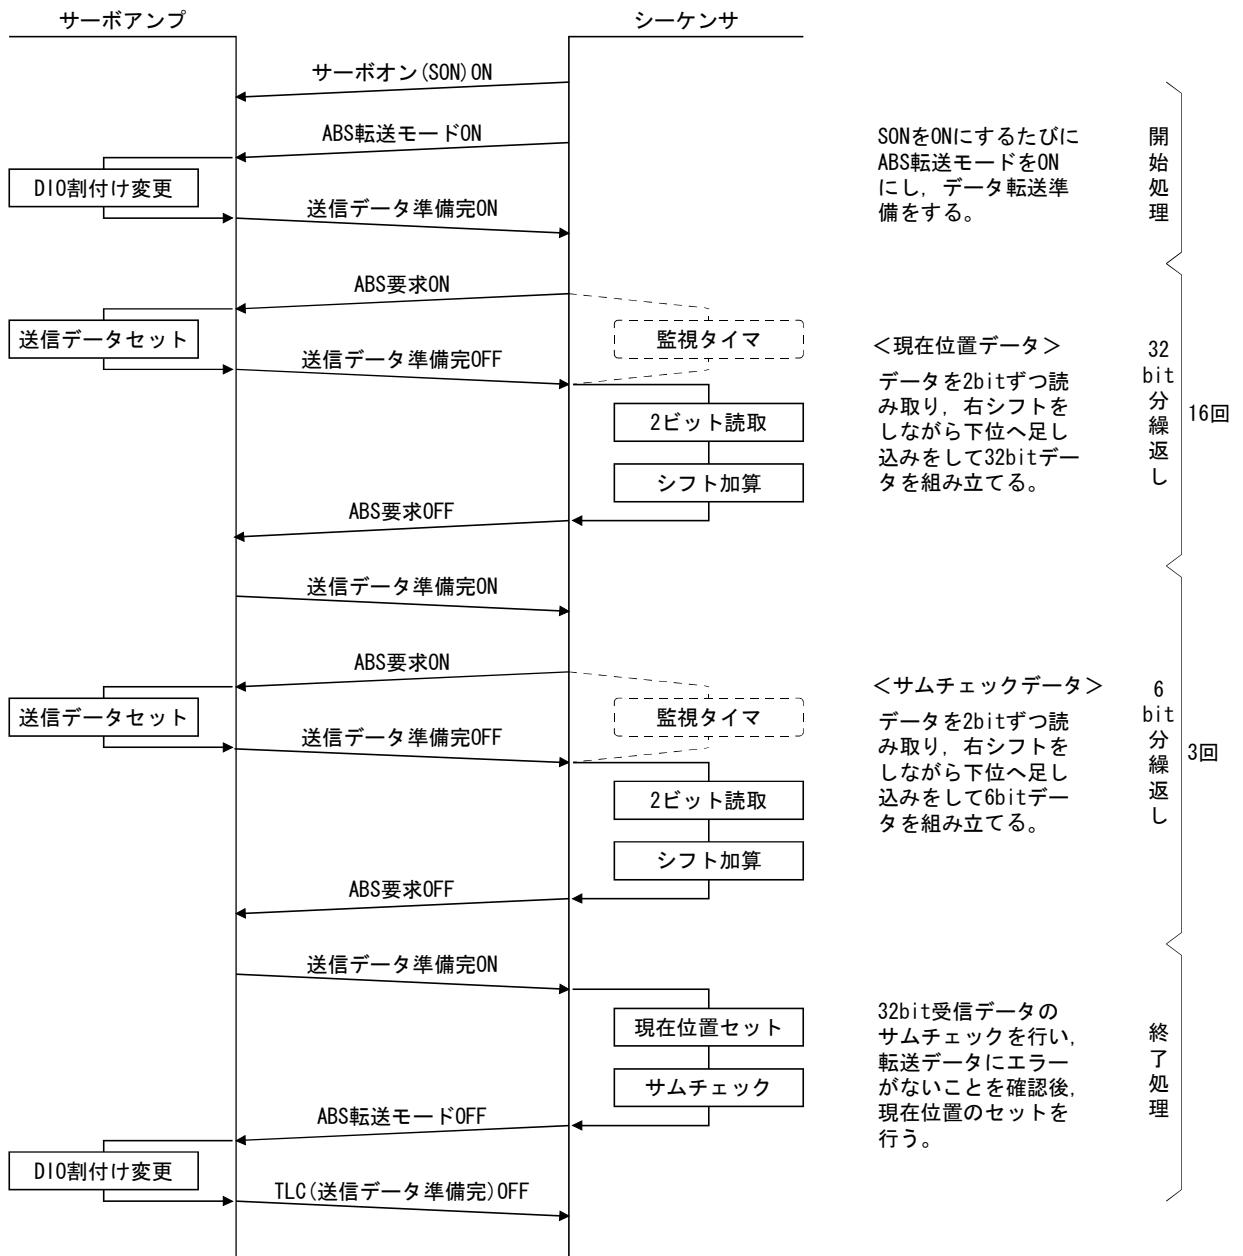 サーボアンプ
シーケンサ
サーボオン(SON)ON
ABS転送モードON
DIO割付け変更
送信データ準備完ON
SONをONにするたびに
ABS転送モードをON
にし，データ転送準
備をする。
開始処理
ABS要求ON
送信データセット
監視タイマ
送信データ準備完OFF
2ビット読取
シフト加算
ABS要求OFF
送信データ準備完ON
＜現在位置データ＞
データを2bitずつ読
み取り，右シフトを
しながら下位へ足し
込みをして32bitデー
タを組み立てる。
32
bit
分繰返し
16回
ABS要求ON
送信データセット
監視タイマ
送信データ準備完OFF
2ビット読取
シフト加算
ABS要求OFF
＜サムチェックデータ＞
データを2bitずつ読
み取り，右シフトを
しながら下位へ足し
込みをして6bitデー
タを組み立てる。
6
bit
分繰返し
3回
送信データ準備完ON
現在位置セット
サムチェック
ABS転送モードOFF
DIO割付け変更
TLC(送信データ準備完)OFF
32bit受信データの
サムチェックを行い，
転送データにエラー
がないことを確認後，
現在位置のセットを
行う。
終了処理